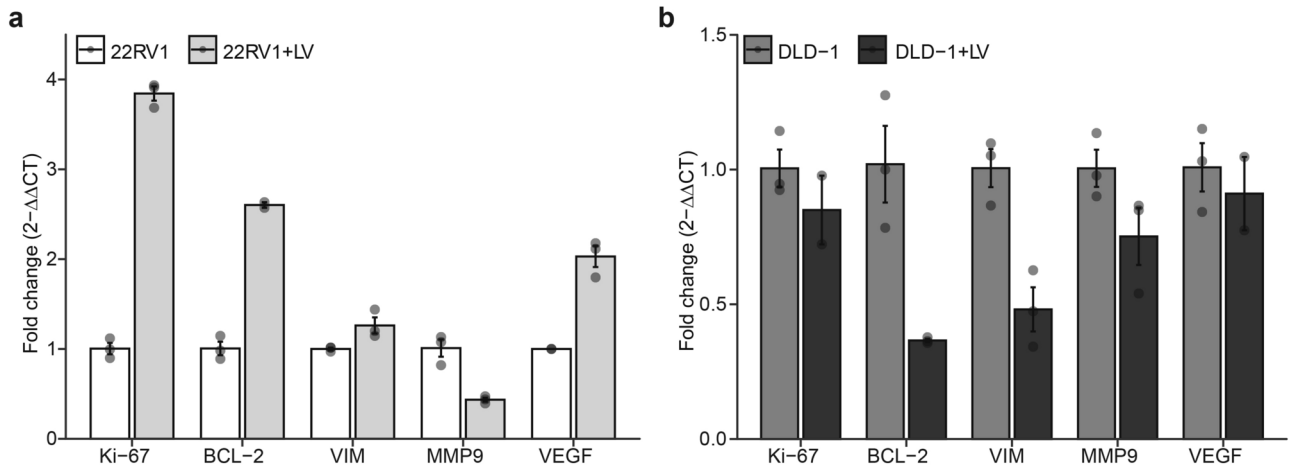 a
22RV1 22RV1+LV
Fold change (2−ΔΔCT)
4
3
2
1
0
Ki−67 BCL−2 VIM MMP9 VEGF
b
DLD−1 DLD−1+LV
Fold change (2−ΔΔCT)
1.5
1.0
0.5
0.0
Ki−67 BCL−2 VIM MMP9 VEGF